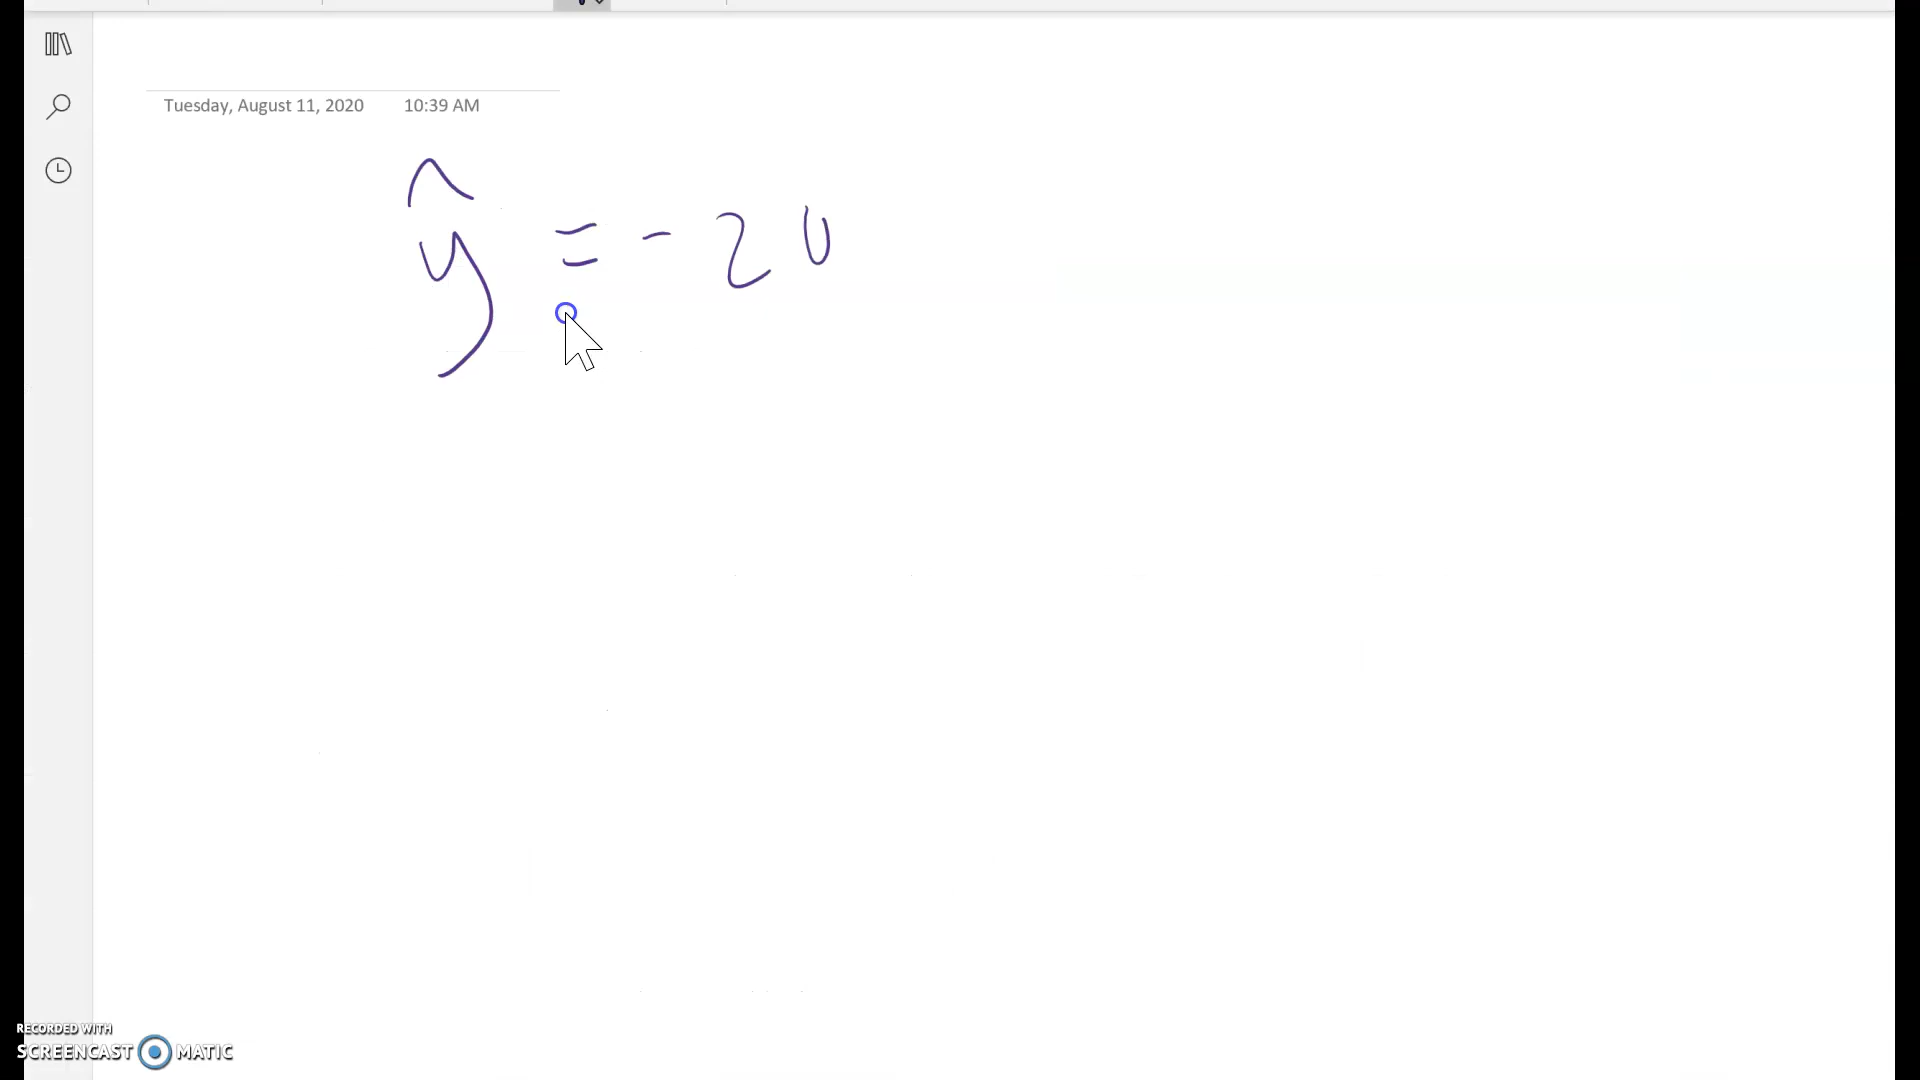 Tuesday, August 11, 2020 10:39 AM
ŷ = - 20
RECORDED WITH
SCREENCAST MATIC